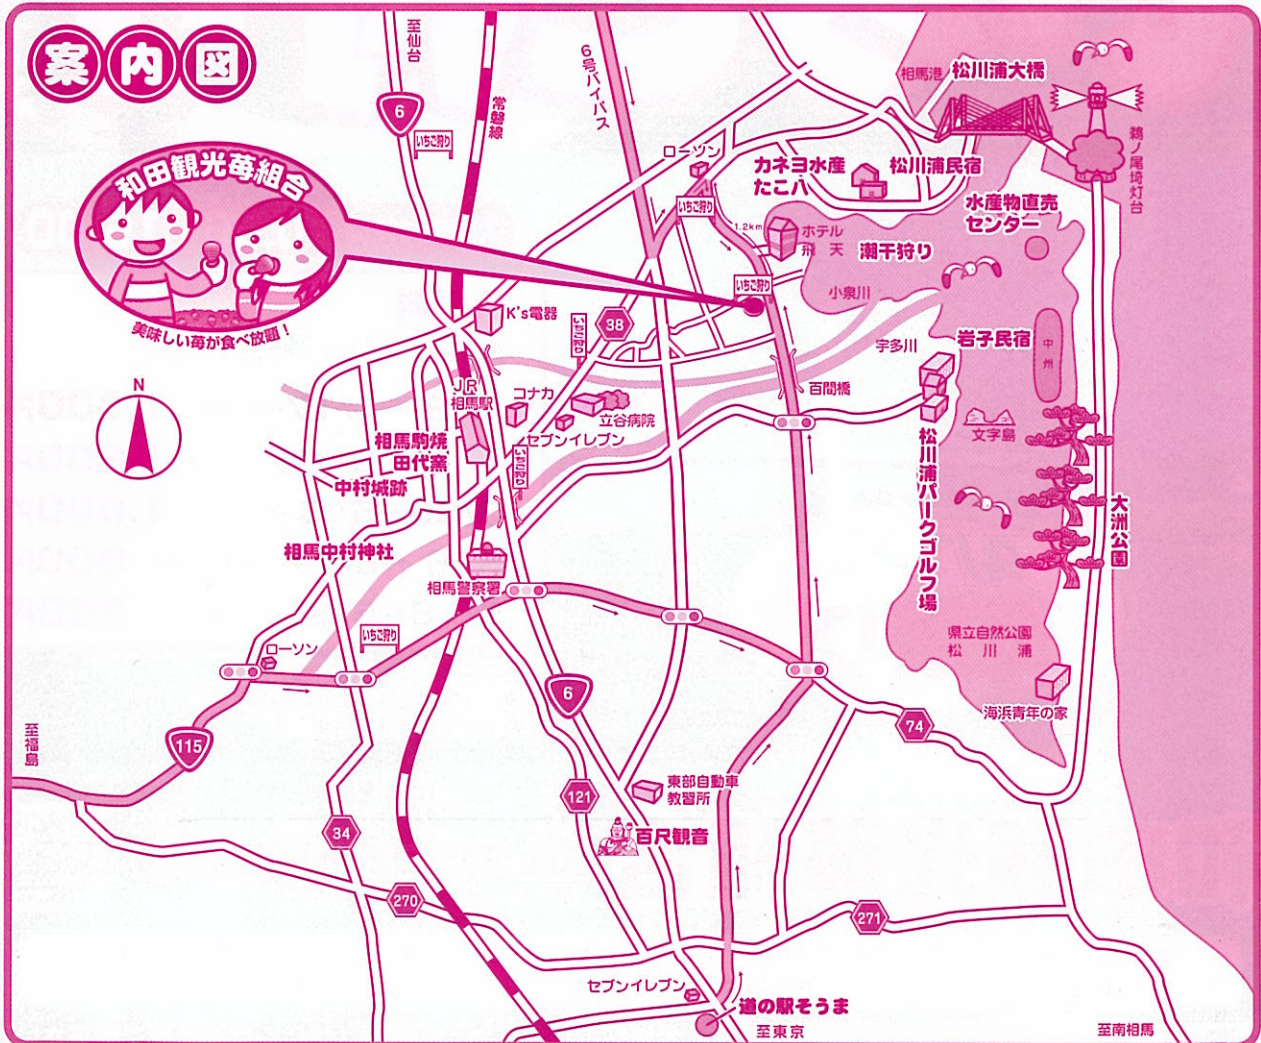 案内図
和田観光苺組合
美味しい苺が食べ放題！
N
至仙台
6
いちご狩り
常磐線
6号バイパス
ローソン
いちご狩り
1.2km
カネヨ水産
たこ八
松川浦民宿
相馬港
松川浦大橋
鵜ノ尾埼灯台
水産物直売
センター
ホテル
飛天
潮干狩り
いちご狩り
小泉川
宇多川
岩子民宿
中州
K's電器
いちご狩り
38
百間橋
JR
相馬駅
コナカ
立谷病院
セブンイレブン
いちご狩り
相馬駒焼
田代窯
中村城跡
相馬中村神社
文字島
松川浦パークゴルフ場
大洲公園
相馬警察署
いちご狩り
ローソン
県立自然公園
松川浦
海浜青年の家
至福島
115
6
74
121
東部自動車
教習所
34
百尺観音
270
271
セブンイレブン
道の駅そうま
至東京
至南相馬